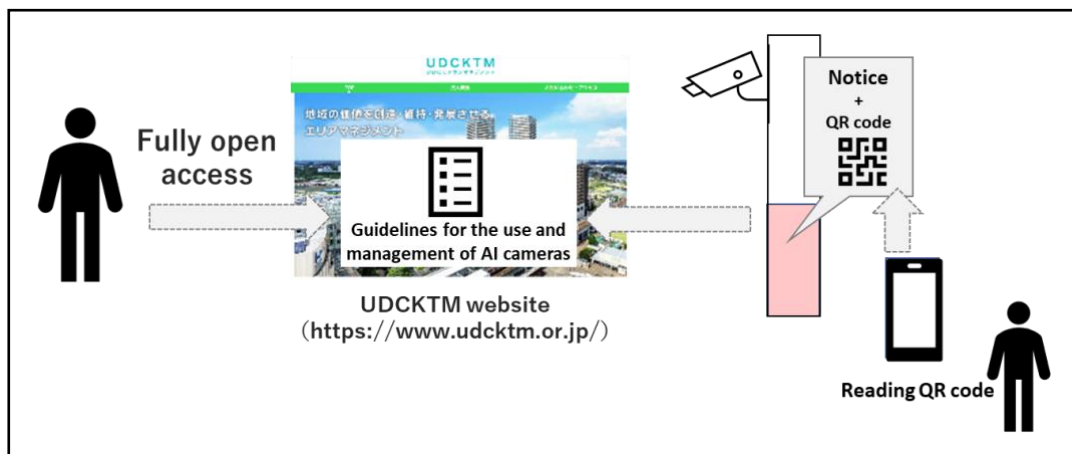 UDCKTM
Fully open
access
地域の価値を創造・維持・発展させる
エリアマネジメント
Guidelines for the use and
management of AI cameras
UDCKTM website
（https://www.udcktm.or.jp/）
Notice
+
QR code
Reading QR code